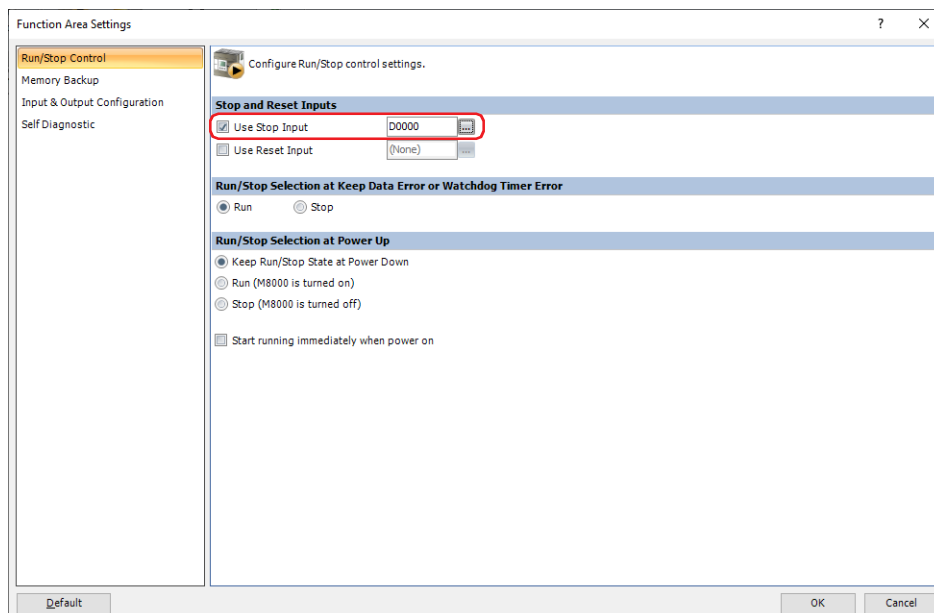 Function Area Settings
Run/Stop Control
Memory Backup
Input & Output Configuration
Self Diagnostic
Configure Run/Stop control settings.
Stop and Reset Inputs
Use Stop Input D0000 ...
Use Reset Input (None) ...
Run/Stop Selection at Keep Data Error or Watchdog Timer Error
Run Stop
Run/Stop Selection at Power Up
Keep Run/Stop State at Power Down
Run (M8000 is turned on)
Stop (M8000 is turned off)
Start running immediately when power on
Default OK Cancel